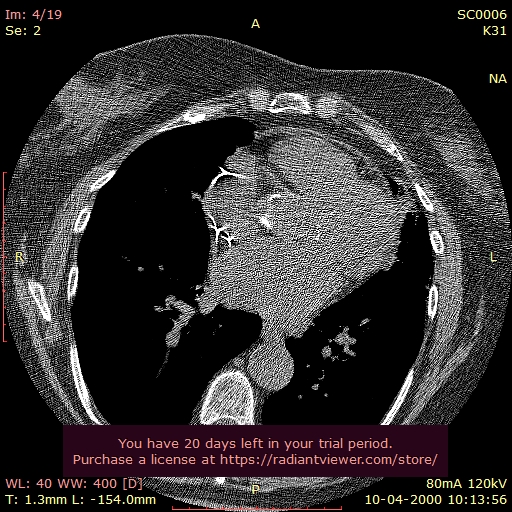 Im: 4/19
Se: 2
A
SC0006
K31
NA
R
L
You have 20 days left in your trial period.
Purchase a license at https://radiantviewer.com/store/
WL: 40 WW: 400 [D]
T: 1.3mm L: -154.0mm
P
80mA 120kV
10-04-2000 10:13:56